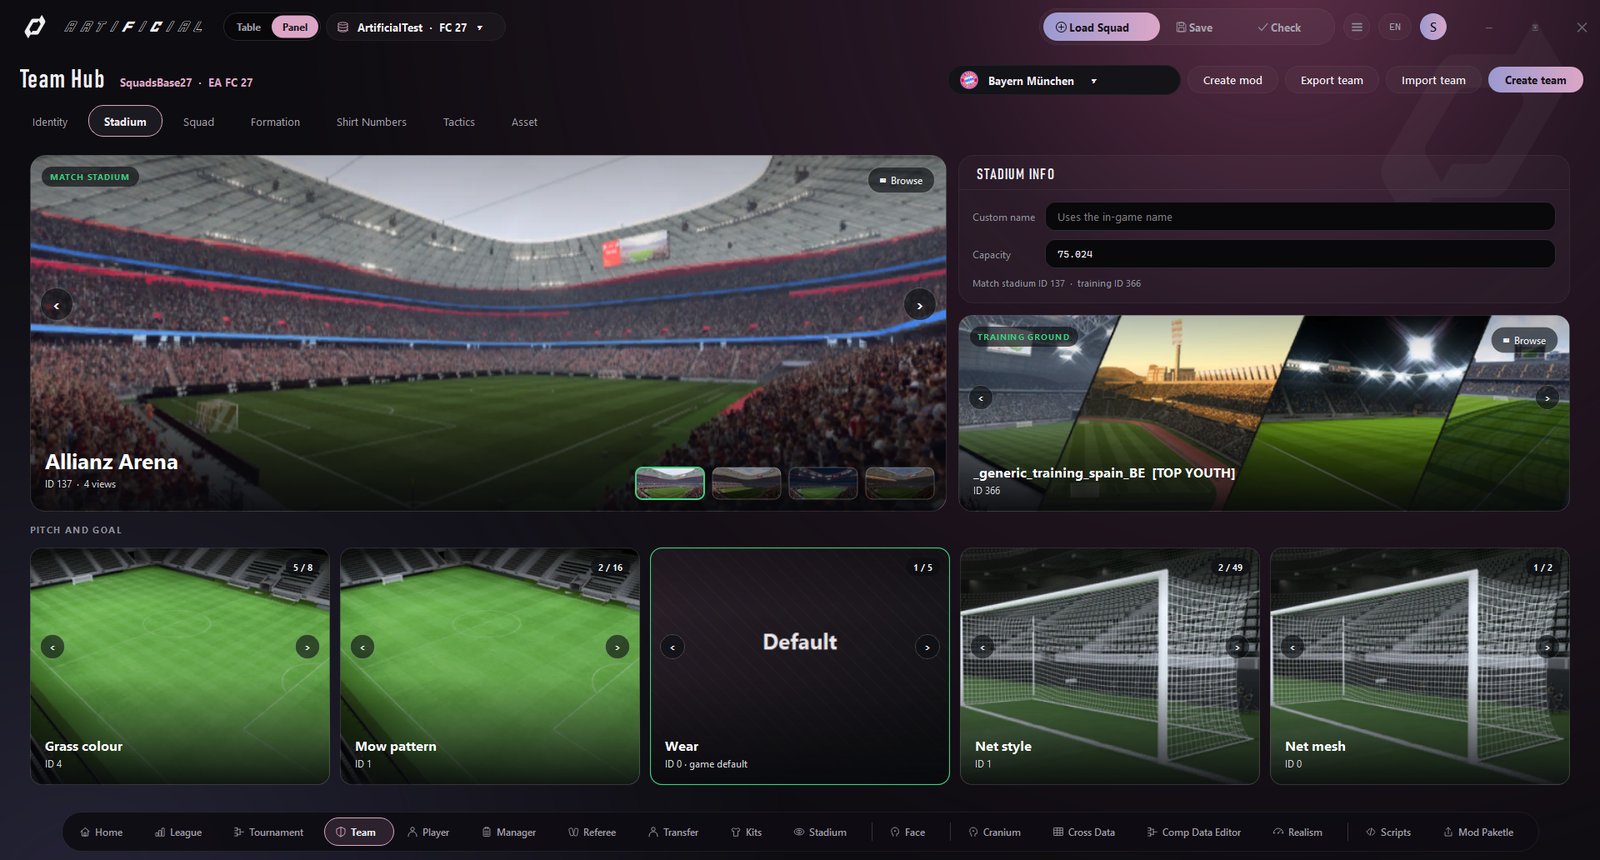 ARTIFICIAL
Table
Panel
ArtificialTest · FC 27
Load Squad
Save
Check
EN
S
Team Hub
SquadsBase27 · EA FC 27
Bayern München
Create mod
Export team
Import team
Create team
Identity
Stadium
Squad
Formation
Shirt Numbers
Tactics
Asset
MATCH STADIUM
Browse
Allianz Arena
ID 137 · 4 views
STADIUM INFO
Custom name
Uses the in-game name
Capacity
75.024
Match stadium ID 137 · training ID 366
TRAINING GROUND
Browse
_generic_training_spain_BE [TOP YOUTH]
ID 366
PITCH AND GOAL
5 / 8
Grass colour
ID 4
2 / 16
Mow pattern
ID 1
1 / 5
Default
Wear
ID 0 · game default
2 / 49
Net style
ID 1
1 / 2
Net mesh
ID 0
Home
League
Tournament
Team
Player
Manager
Referee
Transfer
Kits
Stadium
Face
Cranium
Cross Data
Comp Data Editor
Realism
Scripts
Mod Paketle